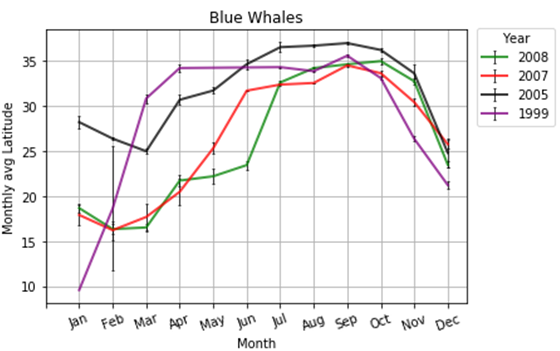 Blue Whales
Year
2008
2007
2005
1999
Monthly avg Latitude
35
30
25
20
15
10
Jan Feb Mar Apr May Jun Jul Aug Sep Oct Nov Dec
Month